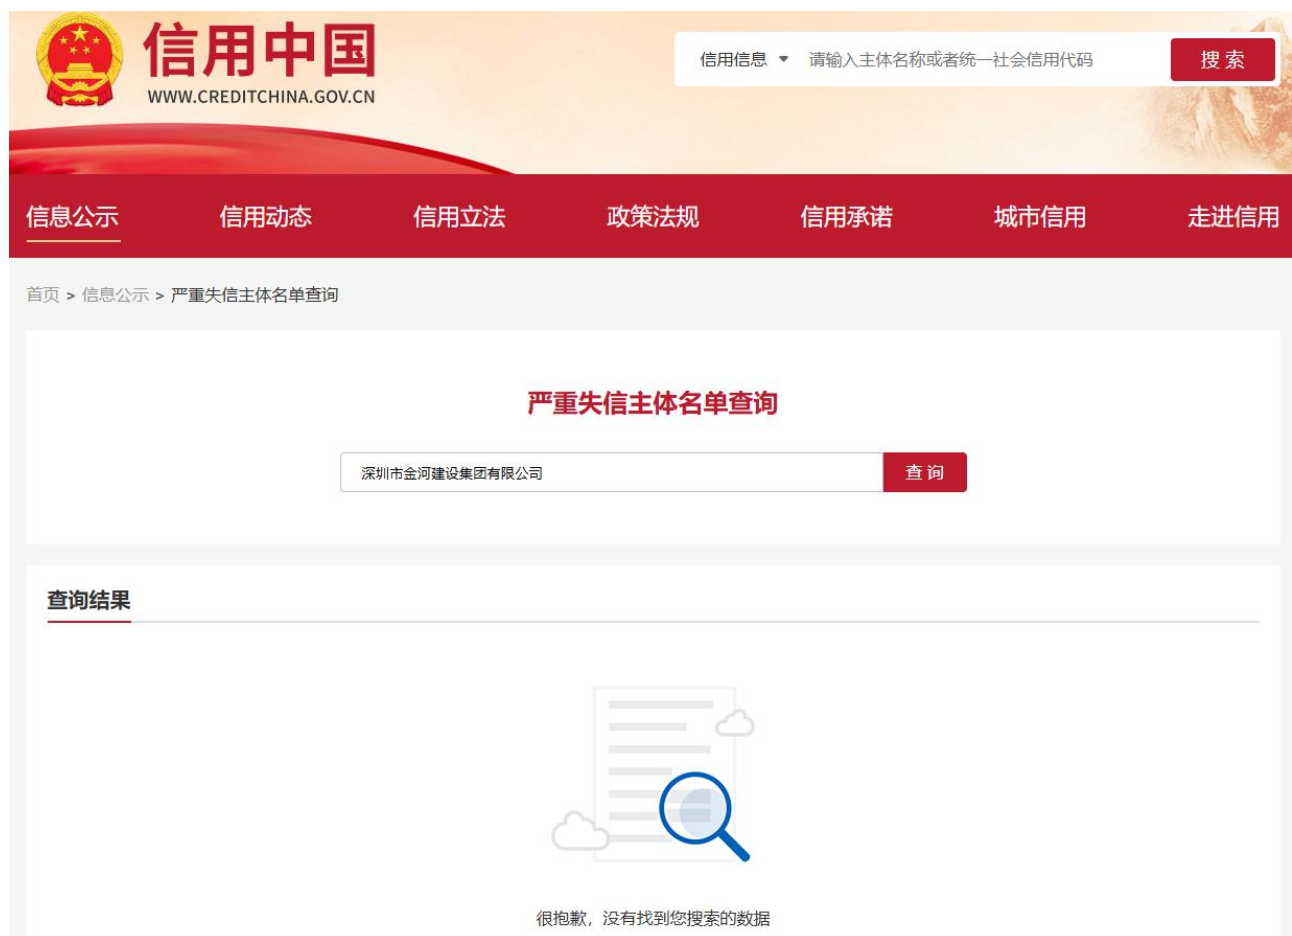 信用中国
WWW.CREDITCHINA.GOV.CN
信用信息 请输入主体名称或者统一社会信用代码 搜索
信息公示 信用动态 信用立法 政策法规 信用承诺 城市信用 走进信用
首页 > 信息公示 > 严重失信主体名单查询
严重失信主体名单查询
深圳市金河建设集团有限公司 查询
查询结果
很抱歉，没有找到您搜索的数据